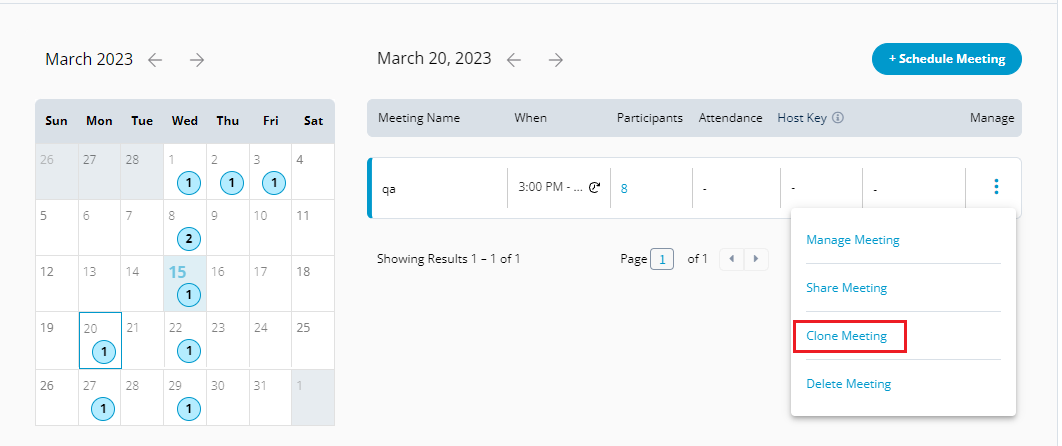 March 2023
March 20, 2023
+ Schedule Meeting
Sun Mon Tue Wed Thu Fri Sat
Meeting Name When Participants Attendance Host Key Manage
26 27 28 1 2 3 4
1 1 1
qa 3:00 PM - ... 8 - - -
5 6 7 8 9 10 11
2
Manage Meeting
Showing Results 1 – 1 of 1 Page 1 of 1
12 13 14 15 16 17 18
1
Share Meeting
19 20 21 22 23 24 25
1 1
Clone Meeting
26 27 28 29 30 31 1
1 1
Delete Meeting